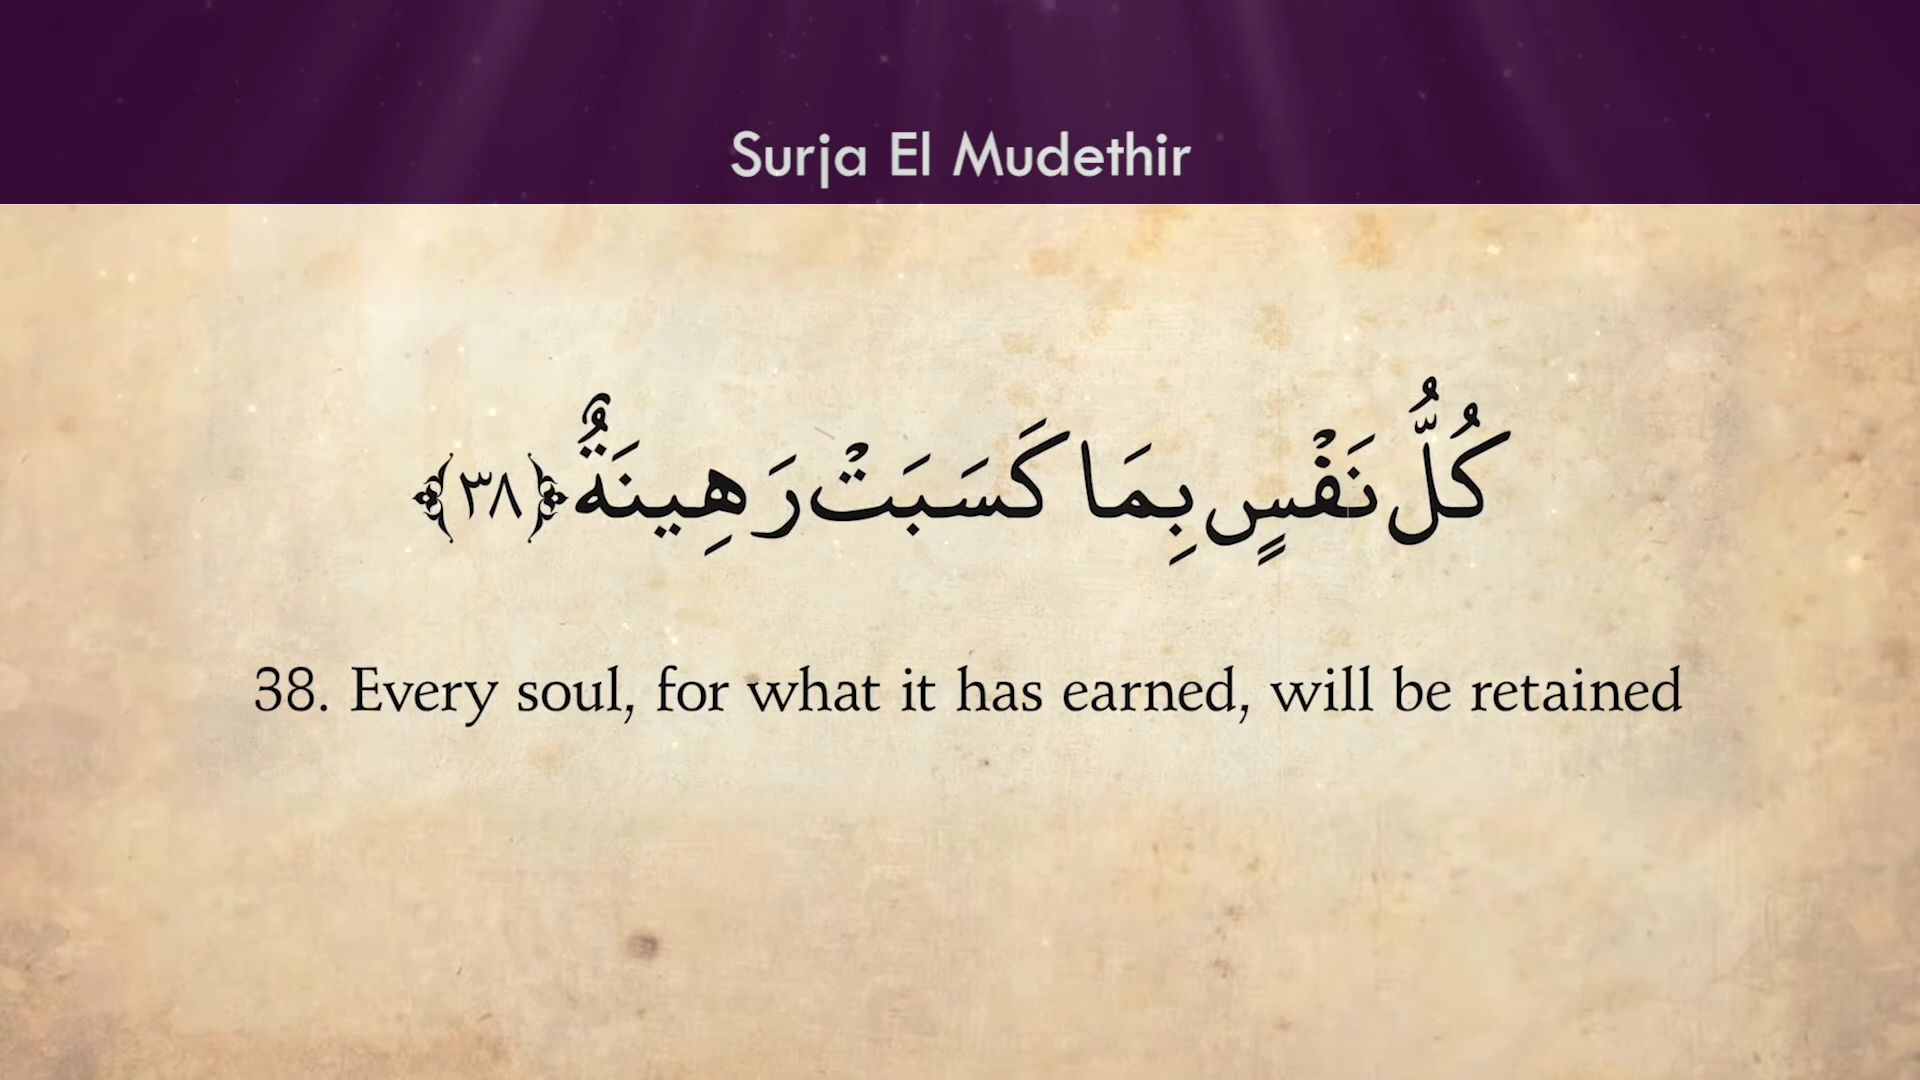 Surja El Mudethir
كُلُّ نَفْسٍ بِمَا كَسَبَتْ رَهِينَةٌ ﴿٣٨﴾
38. Every soul, for what it has earned, will be retained